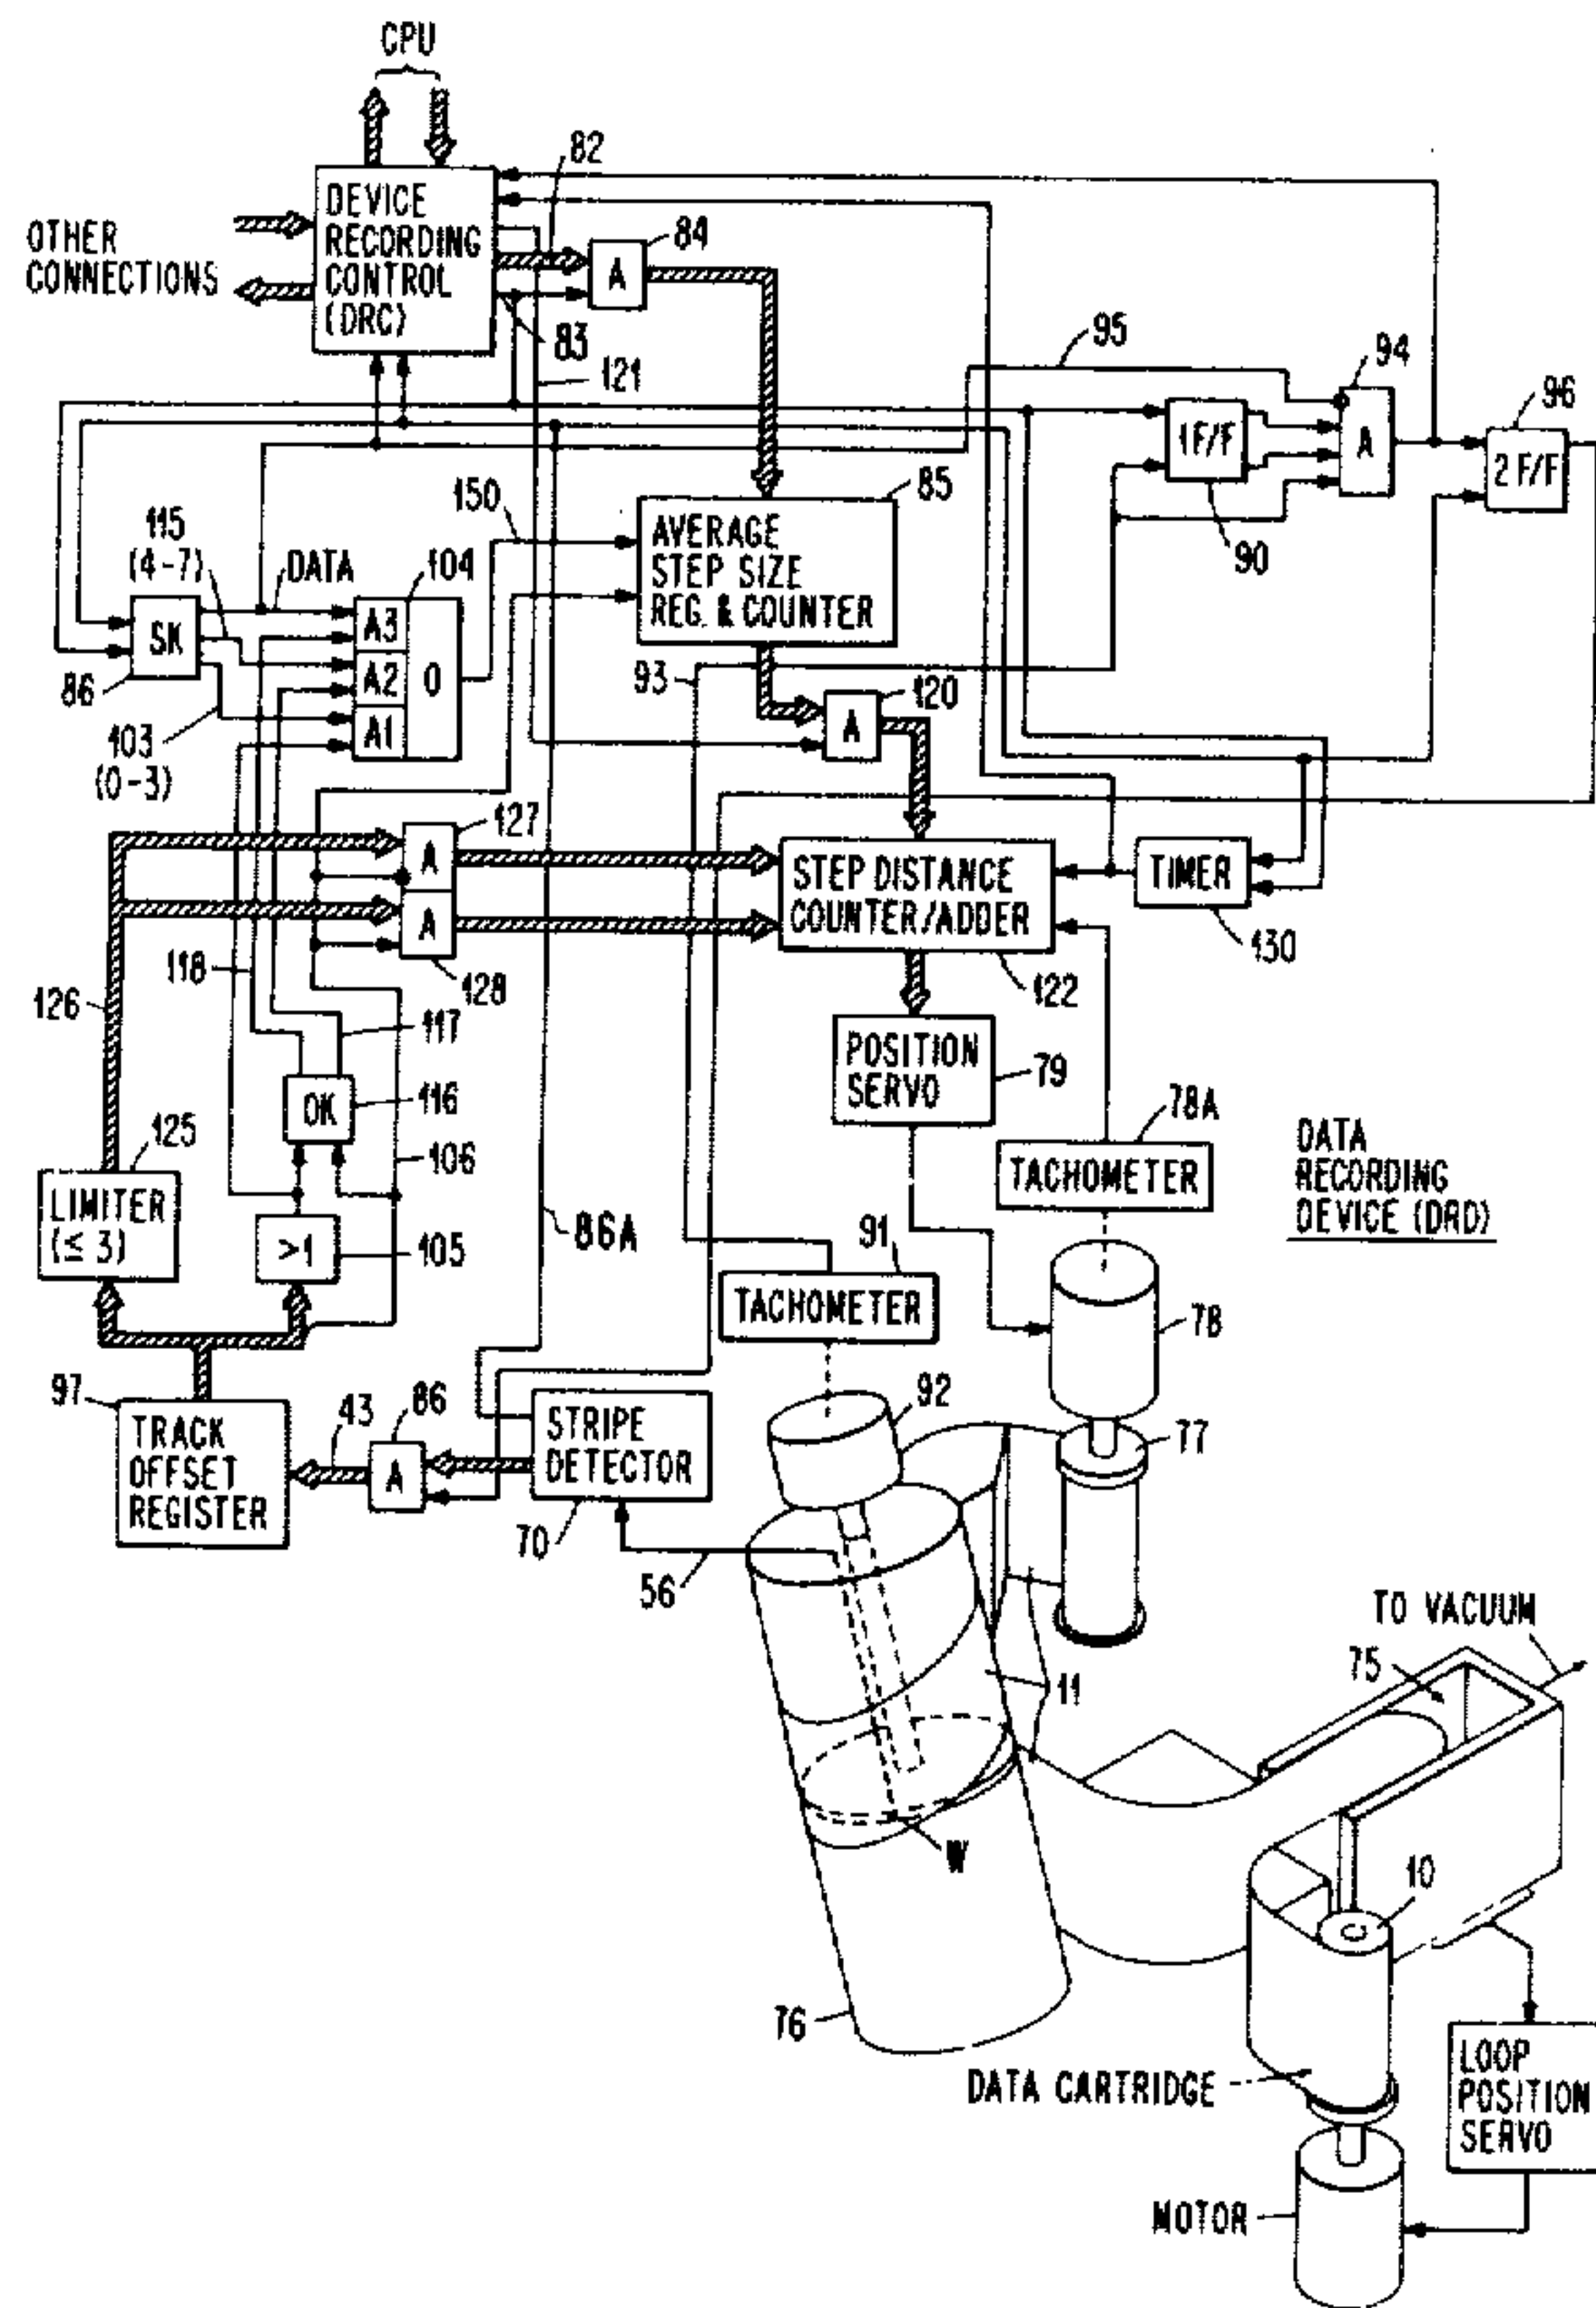 CPU
82
DEVICE
RECORDING
CONTROL
(DRC)
OTHER
CONNECTIONS
84
A
83
121
95
94
96
1F/F
A
2 F/F
90
85
150
AVERAGE
STEP SIZE
REG. & COUNTER
115
(4-7)
DATA
104
SK
A3
A2
A1
O
86
103
(0-3)
93
120
A
127
A
A
128
STEP DISTANCE
COUNTER/ADDER
122
TIMER
130
118
126
117
OK
116
POSITION
SERVO
79
78A
TACHOMETER
DATA
RECORDING
DEVICE (DRD)
125
LIMITER
(≤ 3)
106
>1
105
86A
91
TACHOMETER
78
97
TRACK
OFFSET
REGISTER
43
86
A
STRIPE
DETECTOR
70
92
77
56
11
TO VACUUM
75
W
10
C
76
DATA CARTRIDGE
LOOP
POSITION
SERVO
MOTOR